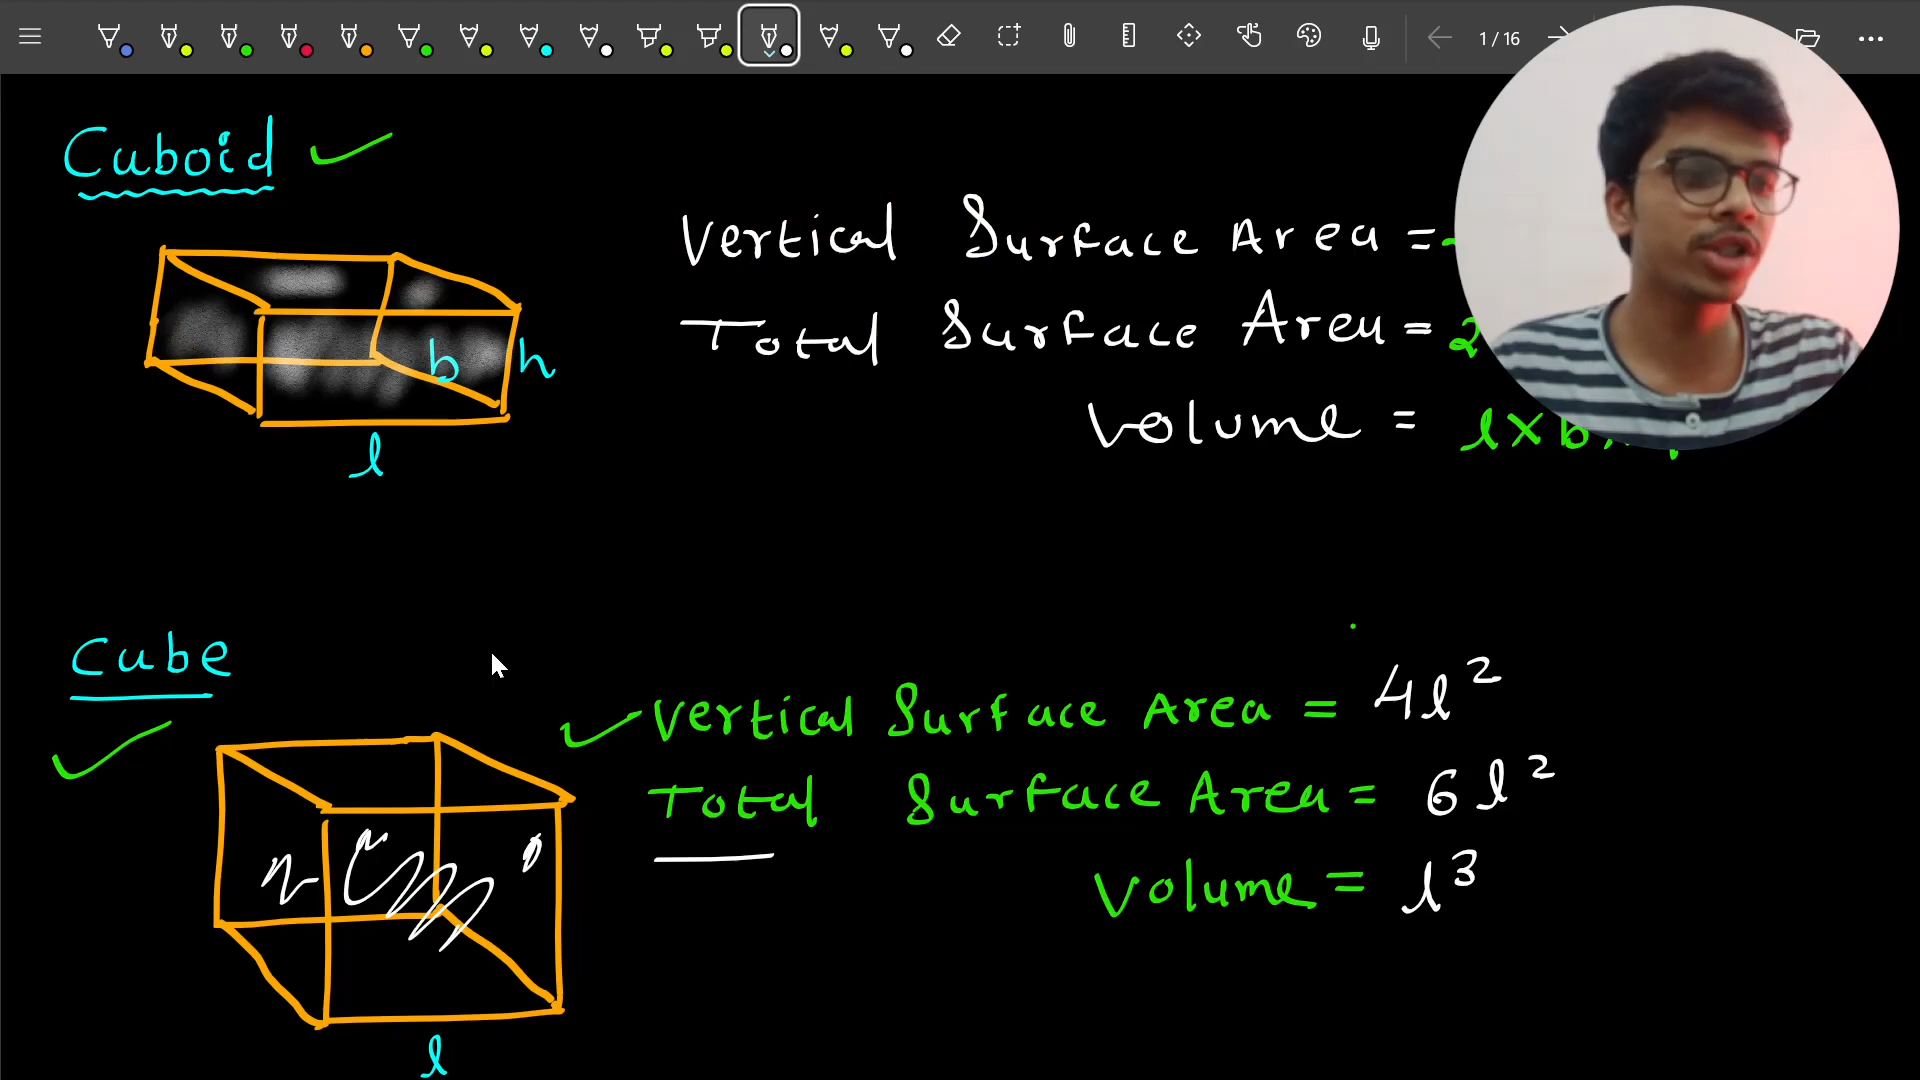 1 / 16
Cuboid
Vertical Surface Area =
Total Surface Area = 2
b h
Volume = l × b
l
Cube
Vertical Surface Area = 4l²
Total Surface Area = 6l²
Volume = l³
l